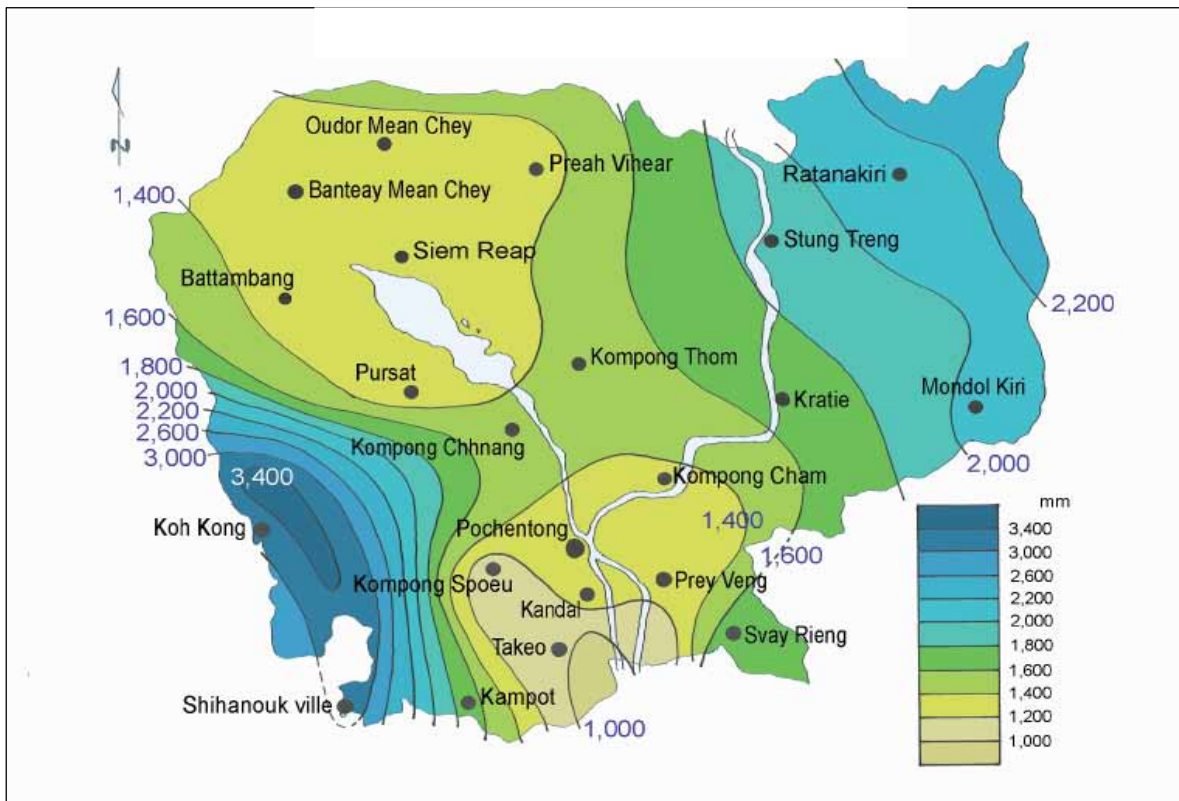 N
Oudor Mean Chey
Preah Vihear
Ratanakiri
1,400
Banteay Mean Chey
Siem Reap
Stung Treng
Battambang
2,200
1,600
Kompong Thom
1,800
Pursat
2,000
Mondol Kiri
Kratie
2,200
2,600
Kompong Chhnang
3,000
2,000
3,400
Kompong Cham
mm
Koh Kong
1,400
3,400
Pochentong
3,000
1,600
2,600
Kompong Spoeu
Prey Veng
2,200
Kandal
2,000
Svay Rieng
1,800
Takeo
1,600
1,400
Shihanouk ville
Kampot
1,200
1,000
1,000